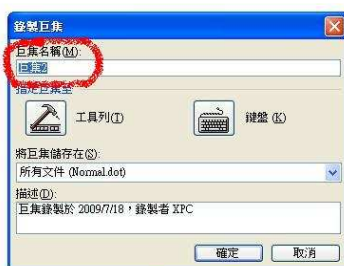 錄製巨集
巨集名稱(M):
巨集2
指定巨集至
工具列(T)
鍵盤 (K)
將巨集儲存在(S):
所有文件 (Normal.dot)
描述(D):
巨集錄製於 2009/7/18，錄製者 XPC
確定
取消